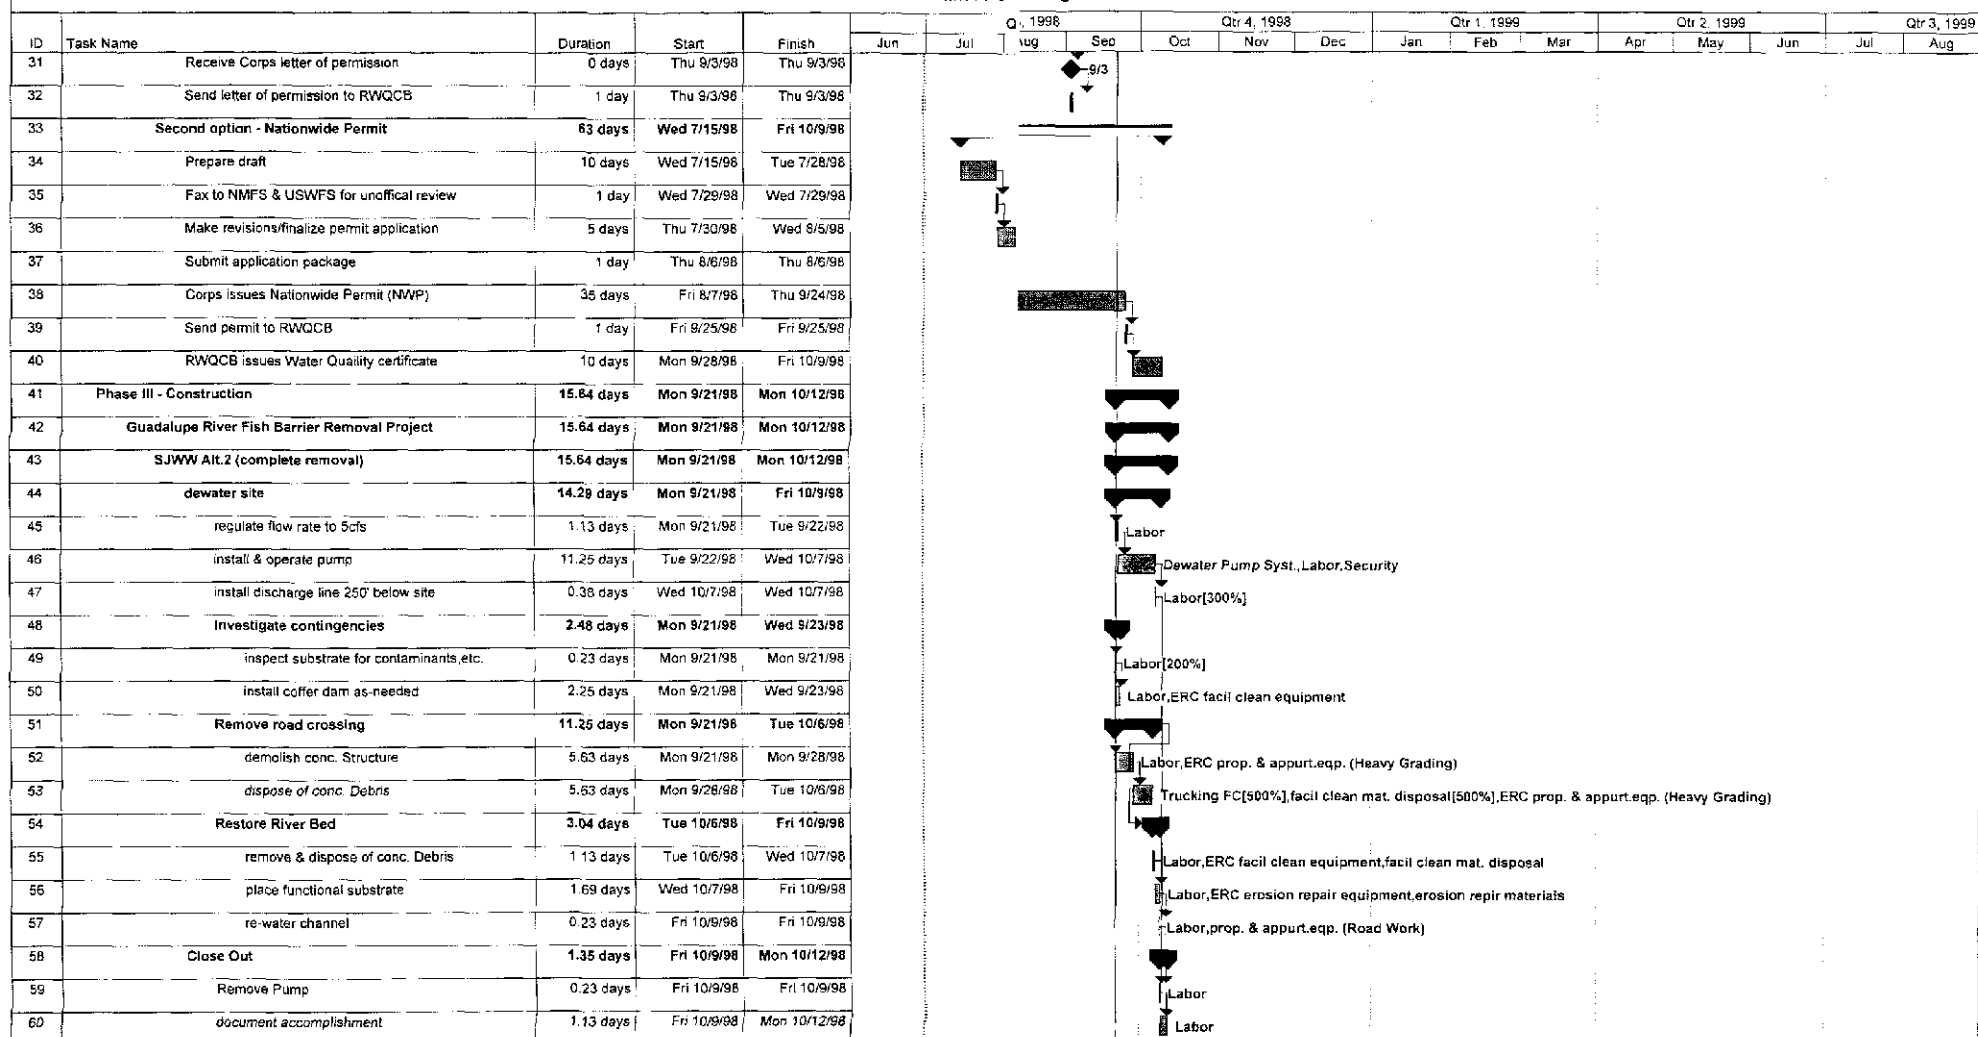 Q , 1998 Qtr 4, 1998 Qtr 1, 1999 Qtr 2, 1999 Qtr 3, 1999
ID Task Name Duration Start Finish Jun Jul Aug Sep Oct Nov Dec Jan Feb Mar Apr May Jun Jul Aug
31 Receive Corps letter of permission 0 days Thu 9/3/98 Thu 9/3/98 9/3
32 Send letter of permission to RWQCB 1 day Thu 9/3/98 Thu 9/3/98
33 Second option - Nationwide Permit 63 days Wed 7/15/98 Fri 10/9/98
34 Prepare draft 10 days Wed 7/15/98 Tue 7/28/98
35 Fax to NMFS & USWFS for unoffical review 1 day Wed 7/29/98 Wed 7/29/98
36 Make revisions/finalize permit application 5 days Thu 7/30/98 Wed 8/5/98
37 Submit application package 1 day Thu 8/6/98 Thu 8/6/98
38 Corps issues Nationwide Permit (NWP) 35 days Fri 8/7/98 Thu 9/24/98
39 Send permit to RWQCB 1 day Fri 9/25/98 Fri 9/25/98
40 RWQCB issues Water Quaility certificate 10 days Mon 9/28/98 Fri 10/9/98
41 Phase III - Construction 15.64 days Mon 9/21/98 Mon 10/12/98
42 Guadalupe River Fish Barrier Removal Project 15.64 days Mon 9/21/98 Mon 10/12/98
43 SJWW Alt.2 (complete removal) 15.64 days Mon 9/21/98 Mon 10/12/98
44 dewater site 14.29 days Mon 9/21/98 Fri 10/9/98
45 regulate flow rate to 5cfs 1.13 days Mon 9/21/98 Tue 9/22/98 Labor
46 install & operate pump 11.25 days Tue 9/22/98 Wed 10/7/98 Dewater Pump Syst.,Labor,Security
47 install discharge line 250' below site 0.38 days Wed 10/7/98 Wed 10/7/98 Labor[300%]
48 Investigate contingencies 2.48 days Mon 9/21/98 Wed 9/23/98
49 inspect substrate for contaminants,etc. 0.23 days Mon 9/21/98 Mon 9/21/98 Labor[200%]
50 install coffer dam as-needed 2.25 days Mon 9/21/98 Wed 9/23/98 Labor,ERC facil clean equipment
51 Remove road crossing 11.25 days Mon 9/21/98 Tue 10/6/98
52 demolish conc. Structure 5.63 days Mon 9/21/98 Mon 9/28/98 Labor,ERC prop. & appurt.eqp. (Heavy Grading)
53 dispose of conc. Debris 5.63 days Mon 9/28/98 Tue 10/6/98 Trucking FC[500%],facil clean mat. disposal[500%],ERC prop. & appurt.eqp. (Heavy Grading)
54 Restore River Bed 3.04 days Tue 10/6/98 Fri 10/9/98
55 remove & dispose of conc. Debris 1.13 days Tue 10/6/98 Wed 10/7/98 Labor,ERC facil clean equipment,facil clean mat. disposal
56 place functional substrate 1.69 days Wed 10/7/98 Fri 10/9/98 Labor,ERC erosion repair equipment,erosion repir materials
57 re-water channel 0.23 days Fri 10/9/98 Fri 10/9/98 Labor,prop. & appurt.eqp. (Road Work)
58 Close Out 1.35 days Fri 10/9/98 Mon 10/12/98
59 Remove Pump 0.23 days Fri 10/9/98 Fri 10/9/98 Labor
60 document accomplishment 1.13 days Fri 10/9/98 Mon 10/12/98 Labor